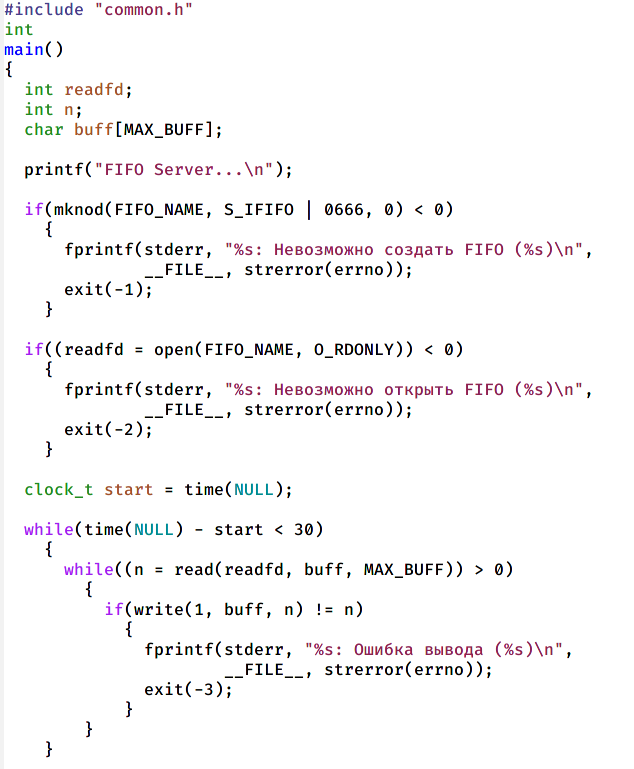 #include "common.h"
int
main()
{
  int readfd;
  int n;
  char buff[MAX_BUFF];

  printf("FIFO Server...\n");

  if(mknod(FIFO_NAME, S_IFIFO | 0666, 0) < 0)
    {
      fprintf(stderr, "%s: Невозможно создать FIFO (%s)\n",
              __FILE__, strerror(errno));
      exit(-1);
    }

  if((readfd = open(FIFO_NAME, O_RDONLY)) < 0)
    {
      fprintf(stderr, "%s: Невозможно открыть FIFO (%s)\n",
              __FILE__, strerror(errno));
      exit(-2);
    }

  clock_t start = time(NULL);

  while(time(NULL) - start < 30)
    {
      while((n = read(readfd, buff, MAX_BUFF)) > 0)
        {
          if(write(1, buff, n) != n)
            {
              fprintf(stderr, "%s: Ошибка вывода (%s)\n",
                      __FILE__, strerror(errno));
              exit(-3);
            }
        }
    }